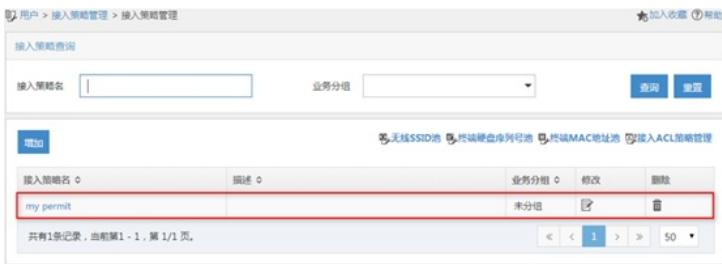 用户 > 接入策略管理 > 接入策略管理 加入收藏 帮助
接入策略查询
接入策略名 业务分组 查询 重置
增加 无线SSID池 终端硬盘序列号池 终端MAC地址池 接入ACL策略管理
接入策略名 描述 业务分组 修改 删除
my permit 未分组
共有1条记录，当前第1 - 1，第 1/1 页。 « < 1 > » 50